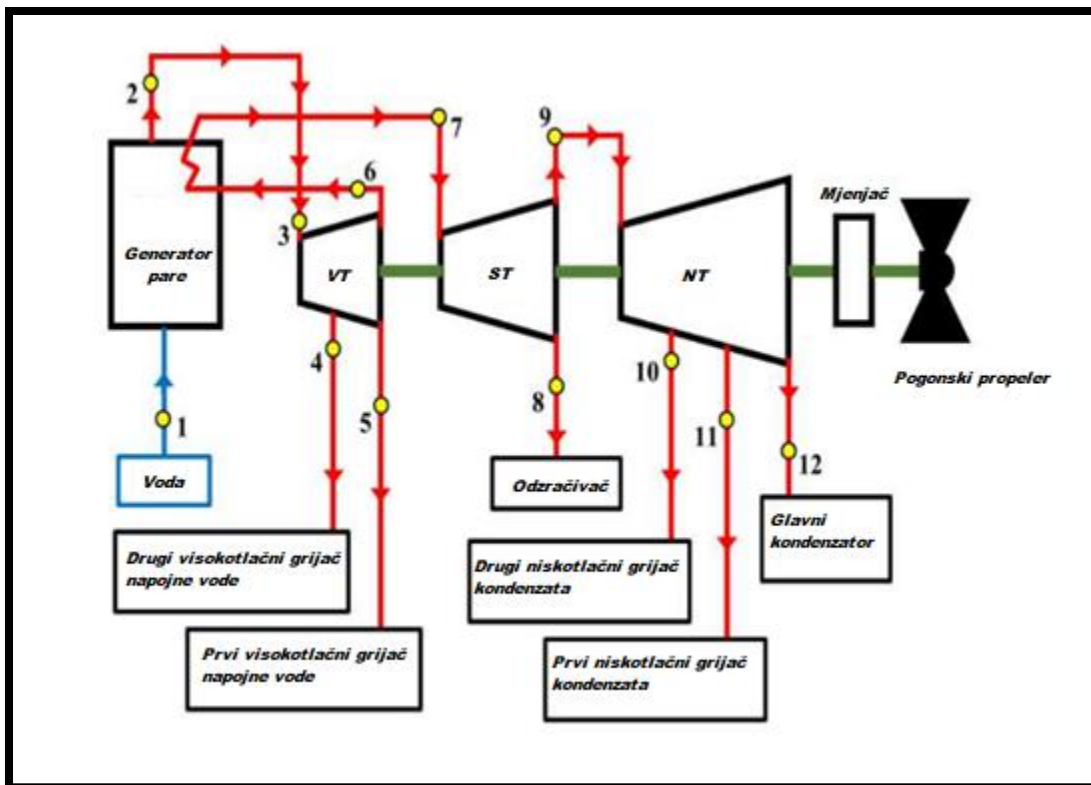 2
9
7
6
Mjenjač
3
Generator
pare
VT
ST
NT
4
10
Pogonski propeler
8
5
1
11
12
Voda
Odzračivač
Glavni
kondenzator
Drugi visokotlačni grijač
napojne vode
Drugi niskotlačni grijač
kondenzata
Prvi visokotlačni grijač
napojne vode
Prvi niskotlačni grijač
kondenzata